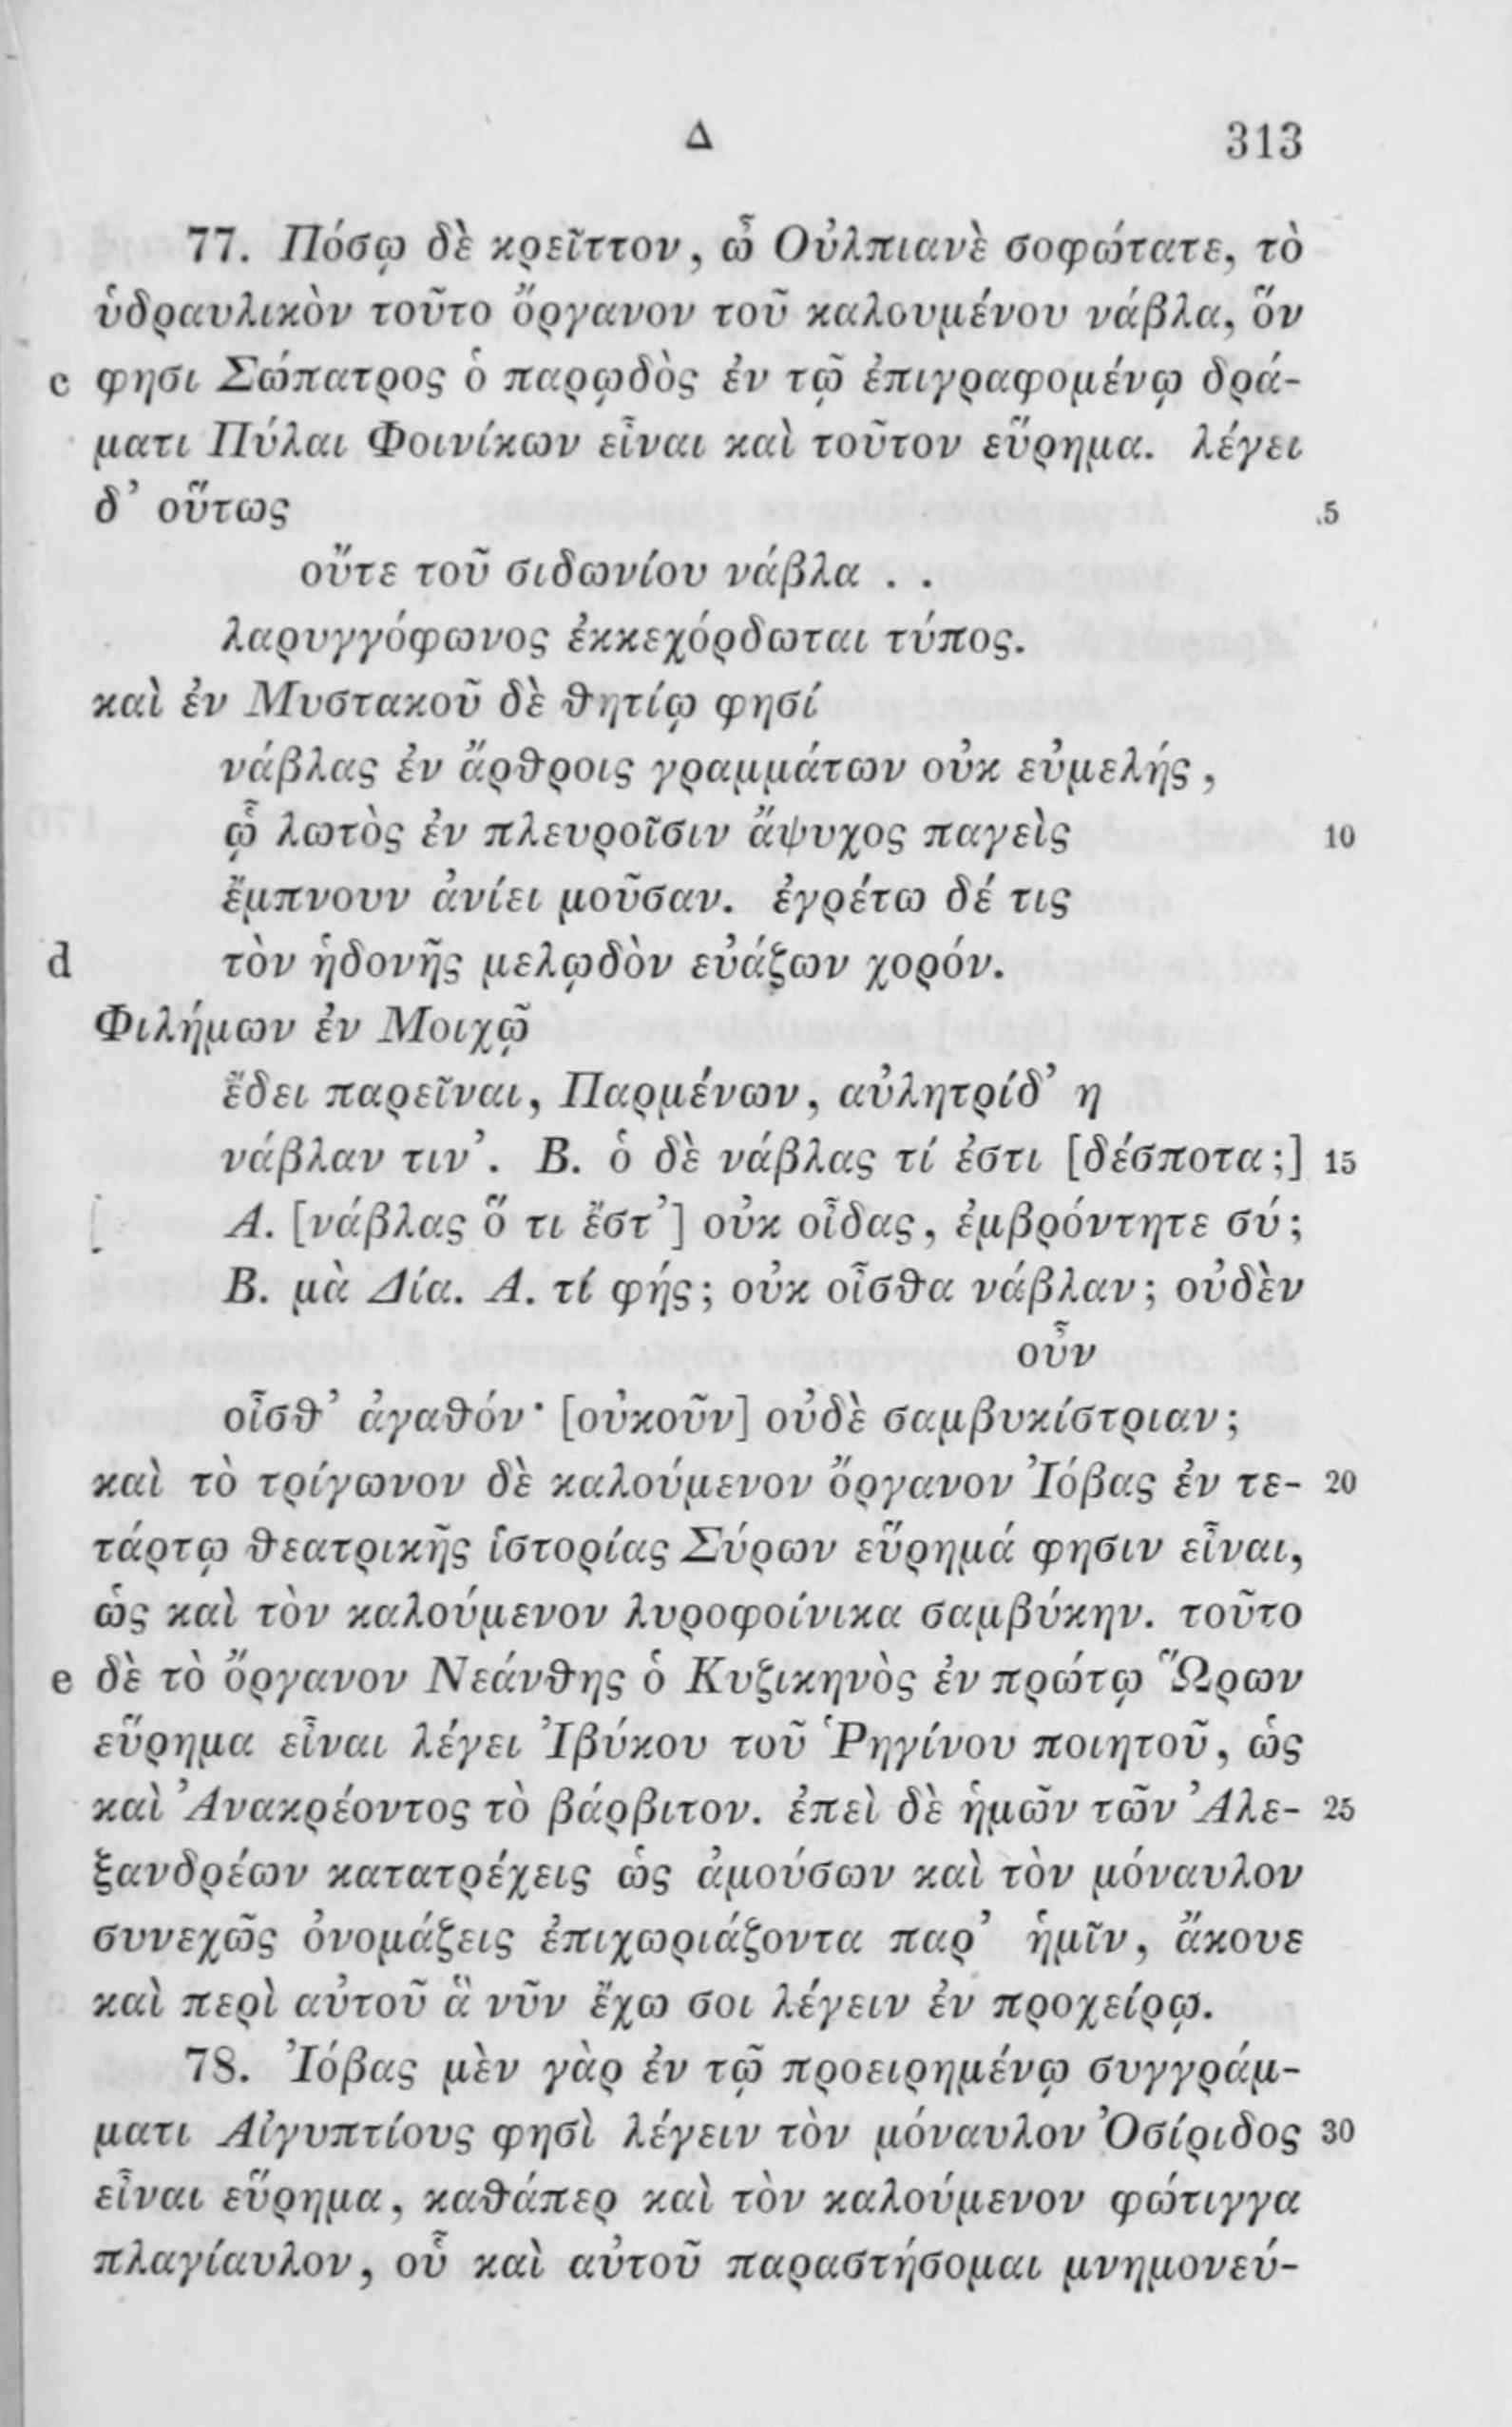 Δ 313
77. Πόσῳ δὲ κρεῖττον, ὦ Οὐλπιανὲ σοφώτατε, τὸ
ὑδραυλικὸν τοῦτο ὄργανον τοῦ καλουμένου νάβλα, ὅν
c φησι Σώπατρος ὁ παρῳδὸς ἐν τῷ ἐπιγραφομένῳ δρά-
ματι Πύλαι Φοινίκων εἶναι καὶ τοῦτον εὕρημα. λέγει
δ’ οὕτως 5
οὔτε τοῦ σιδωνίου νάβλα . .
λαρυγγόφωνος ἐκκεχόρδωται τύπος.
καὶ ἐν Μυστακοῦ δὲ θητίῳ φησί
νάβλας ἐν ἄρθροις γραμμάτων οὐκ εὐμελής,
ᾧ λωτὸς ἐν πλευροῖσιν ἄψυχος παγεὶς 10
ἔμπνουν ἀνίει μοῦσαν. ἐγρέτω δέ τις
d τὸν ἡδονῆς μελῳδὸν εὐάζων χορόν.
Φιλήμων ἐν Μοιχῷ
ἔδει παρεῖναι, Παρμένων, αὐλητρίδ’ η
νάβλαν τιν’. Β. ὁ δὲ νάβλας τί ἐστι [δέσποτα;] 15
Α. [νάβλας ὅ τι ἔστ’] οὐκ οἶδας, ἐμβρόντητε σύ;
Β. μὰ Δία. Α. τί φής; οὐκ οἶσθα νάβλαν; οὐδὲν
οὖν
οἶσθ’ ἀγαθόν· [οὐκοῦν] οὐδὲ σαμβυκίστριαν;
καὶ τὸ τρίγωνον δὲ καλούμενον ὄργανον Ἰόβας ἐν τε- 20
τάρτῳ θεατρικῆς ἱστορίας Σύρων εὕρημά φησιν εἶναι,
ὡς καὶ τὸν καλούμενον λυροφοίνικα σαμβύκην. τοῦτο
e δὲ τὸ ὄργανον Νεάνθης ὁ Κυζικηνὸς ἐν πρώτῳ Ὥρων
εὕρημα εἶναι λέγει Ἰβύκου τοῦ Ῥηγίνου ποιητοῦ, ὡς
καὶ Ἀνακρέοντος τὸ βάρβιτον. ἐπεὶ δὲ ἡμῶν τῶν Ἀλε- 25
ξανδρέων κατατρέχεις ὡς ἀμούσων καὶ τὸν μόναυλον
συνεχῶς ὀνομάζεις ἐπιχωριάζοντα παρ’ ἡμῖν, ἄκουε
καὶ περὶ αὐτοῦ ἃ νῦν ἔχω σοι λέγειν ἐν προχείρῳ.
78. Ἰόβας μὲν γὰρ ἐν τῷ προειρημένῳ συγγράμ-
ματι Αἰγυπτίους φησὶ λέγειν τὸν μόναυλον Ὀσίριδος 30
εἶναι εὕρημα, καθάπερ καὶ τὸν καλούμενον φώτιγγα
πλαγίαυλον, οὗ καὶ αὐτοῦ παραστήσομαι μνημονεύ-